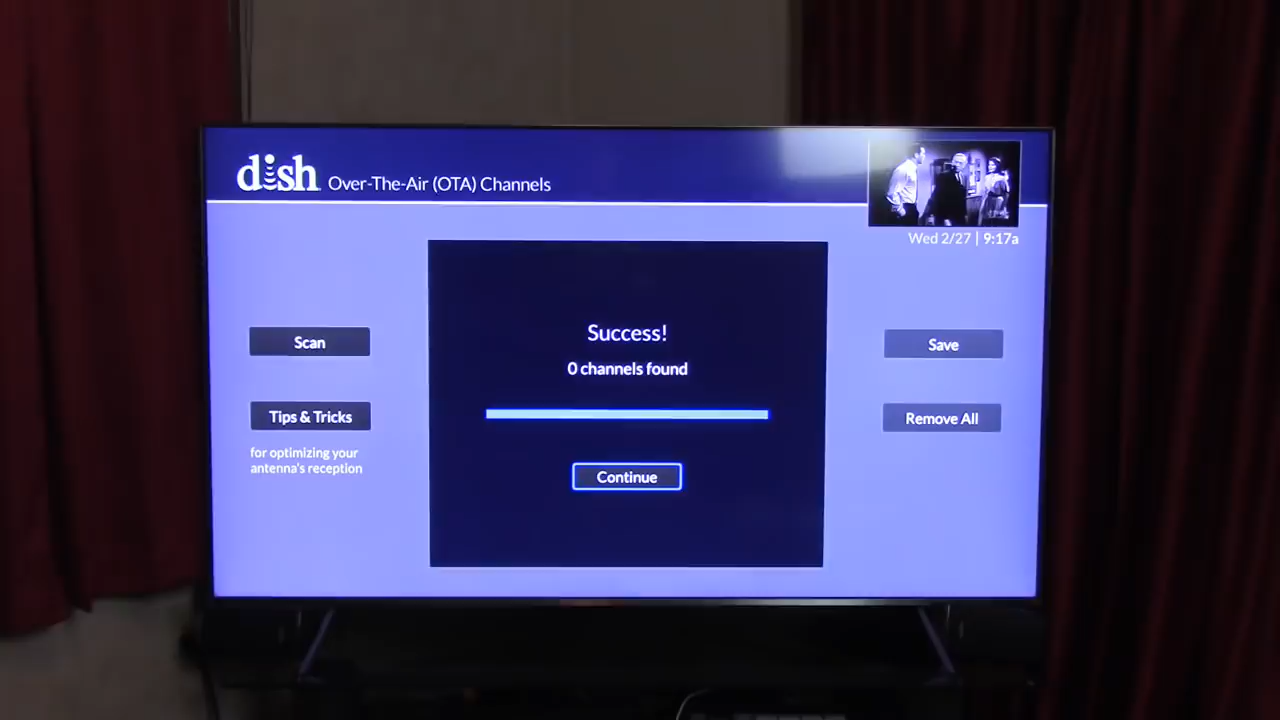 dish Over-The-Air (OTA) Channels
Wed 2/27 | 9:17a
Success!
0 channels found
Continue
Scan
Tips & Tricks
for optimizing your
antenna's reception
Save
Remove All